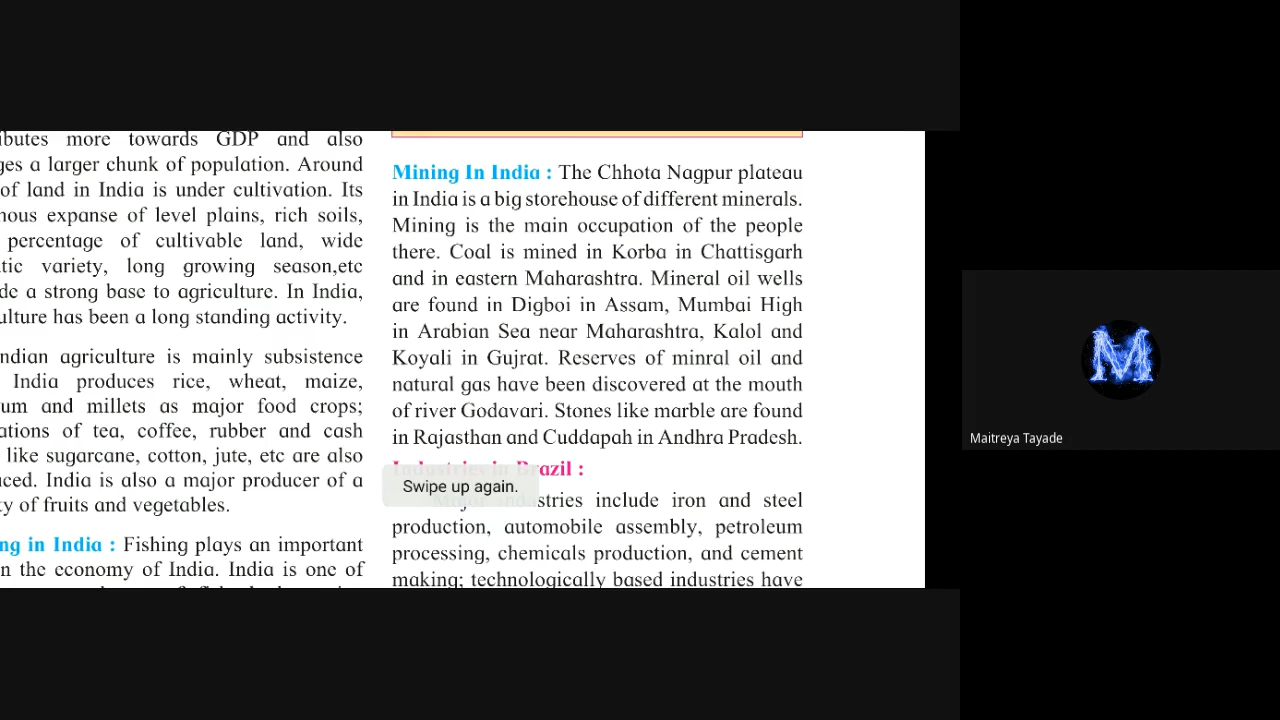 ibutes more towards GDP and also
ges a larger chunk of population. Around
of land in India is under cultivation. Its
nous expanse of level plains, rich soils,
percentage of cultivable land, wide
tic variety, long growing season,etc
de a strong base to agriculture. In India,
ulture has been a long standing activity.
ndian agriculture is mainly subsistence
India produces rice, wheat, maize,
um and millets as major food crops;
ations of tea, coffee, rubber and cash
like sugarcane, cotton, jute, etc are also
uced. India is also a major producer of a
ty of fruits and vegetables.
ng in India : Fishing plays an important
n the economy of India. India is one of
Mining In India : The Chhota Nagpur plateau
in India is a big storehouse of different minerals.
Mining is the main occupation of the people
there. Coal is mined in Korba in Chattisgarh
and in eastern Maharashtra. Mineral oil wells
are found in Digboi in Assam, Mumbai High
in Arabian Sea near Maharashtra, Kalol and
Koyali in Gujrat. Reserves of minral oil and
natural gas have been discovered at the mouth
of river Godavari. Stones like marble are found
in Rajasthan and Cuddapah in Andhra Pradesh.
Industries in Brazil :
Swipe up again.
Major industries include iron and steel
production, automobile assembly, petroleum
processing, chemicals production, and cement
making; technologically based industries have
M
Maitreya Tayade